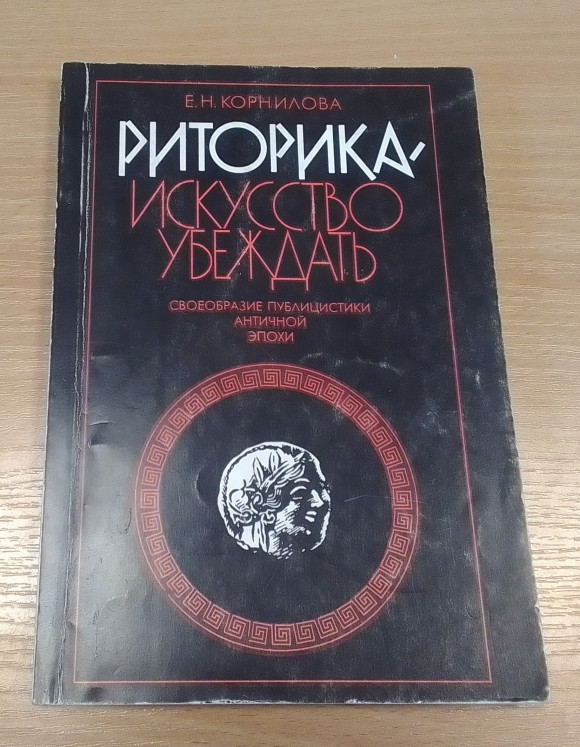 Е. Н. КОРНИЛОВА
РИТОРИКА-
ИСКУССТВО
УБЕЖДАТЬ
СВОЕОБРАЗИЕ ПУБЛИЦИСТИКИ
АНТИЧНОЙ
ЭПОХИ